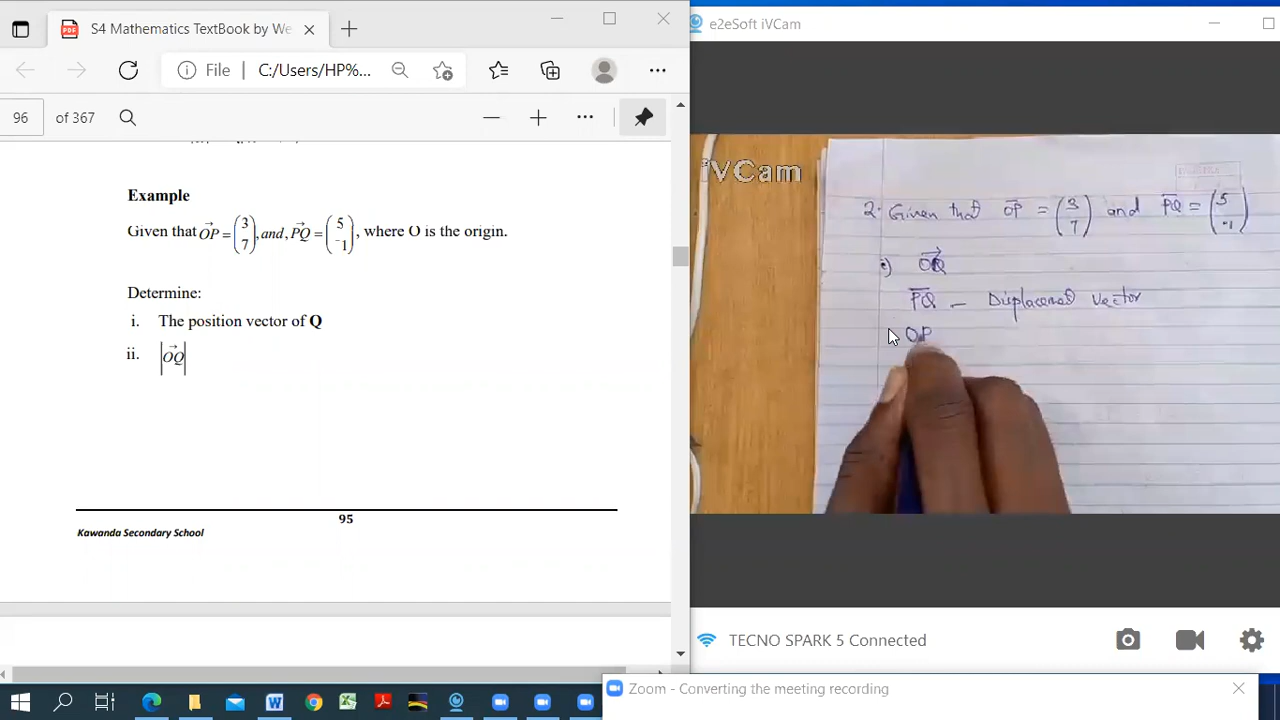 S4 Mathematics TextBook by We
File C:/Users/HP%...
96 of 367
Example
Given that OP = (3 7), and, PQ = (5 -1), where O is the origin.
Determine:
i. The position vector of Q
ii. |OQ|
95
Kawanda Secondary School
e2eSoft iVCam
iVCam
2. Given that OP = (3 7) and PQ = (5 -1)
i) OQ
PQ – Displacement Vector
OP
TECNO SPARK 5 Connected
Zoom - Converting the meeting recording